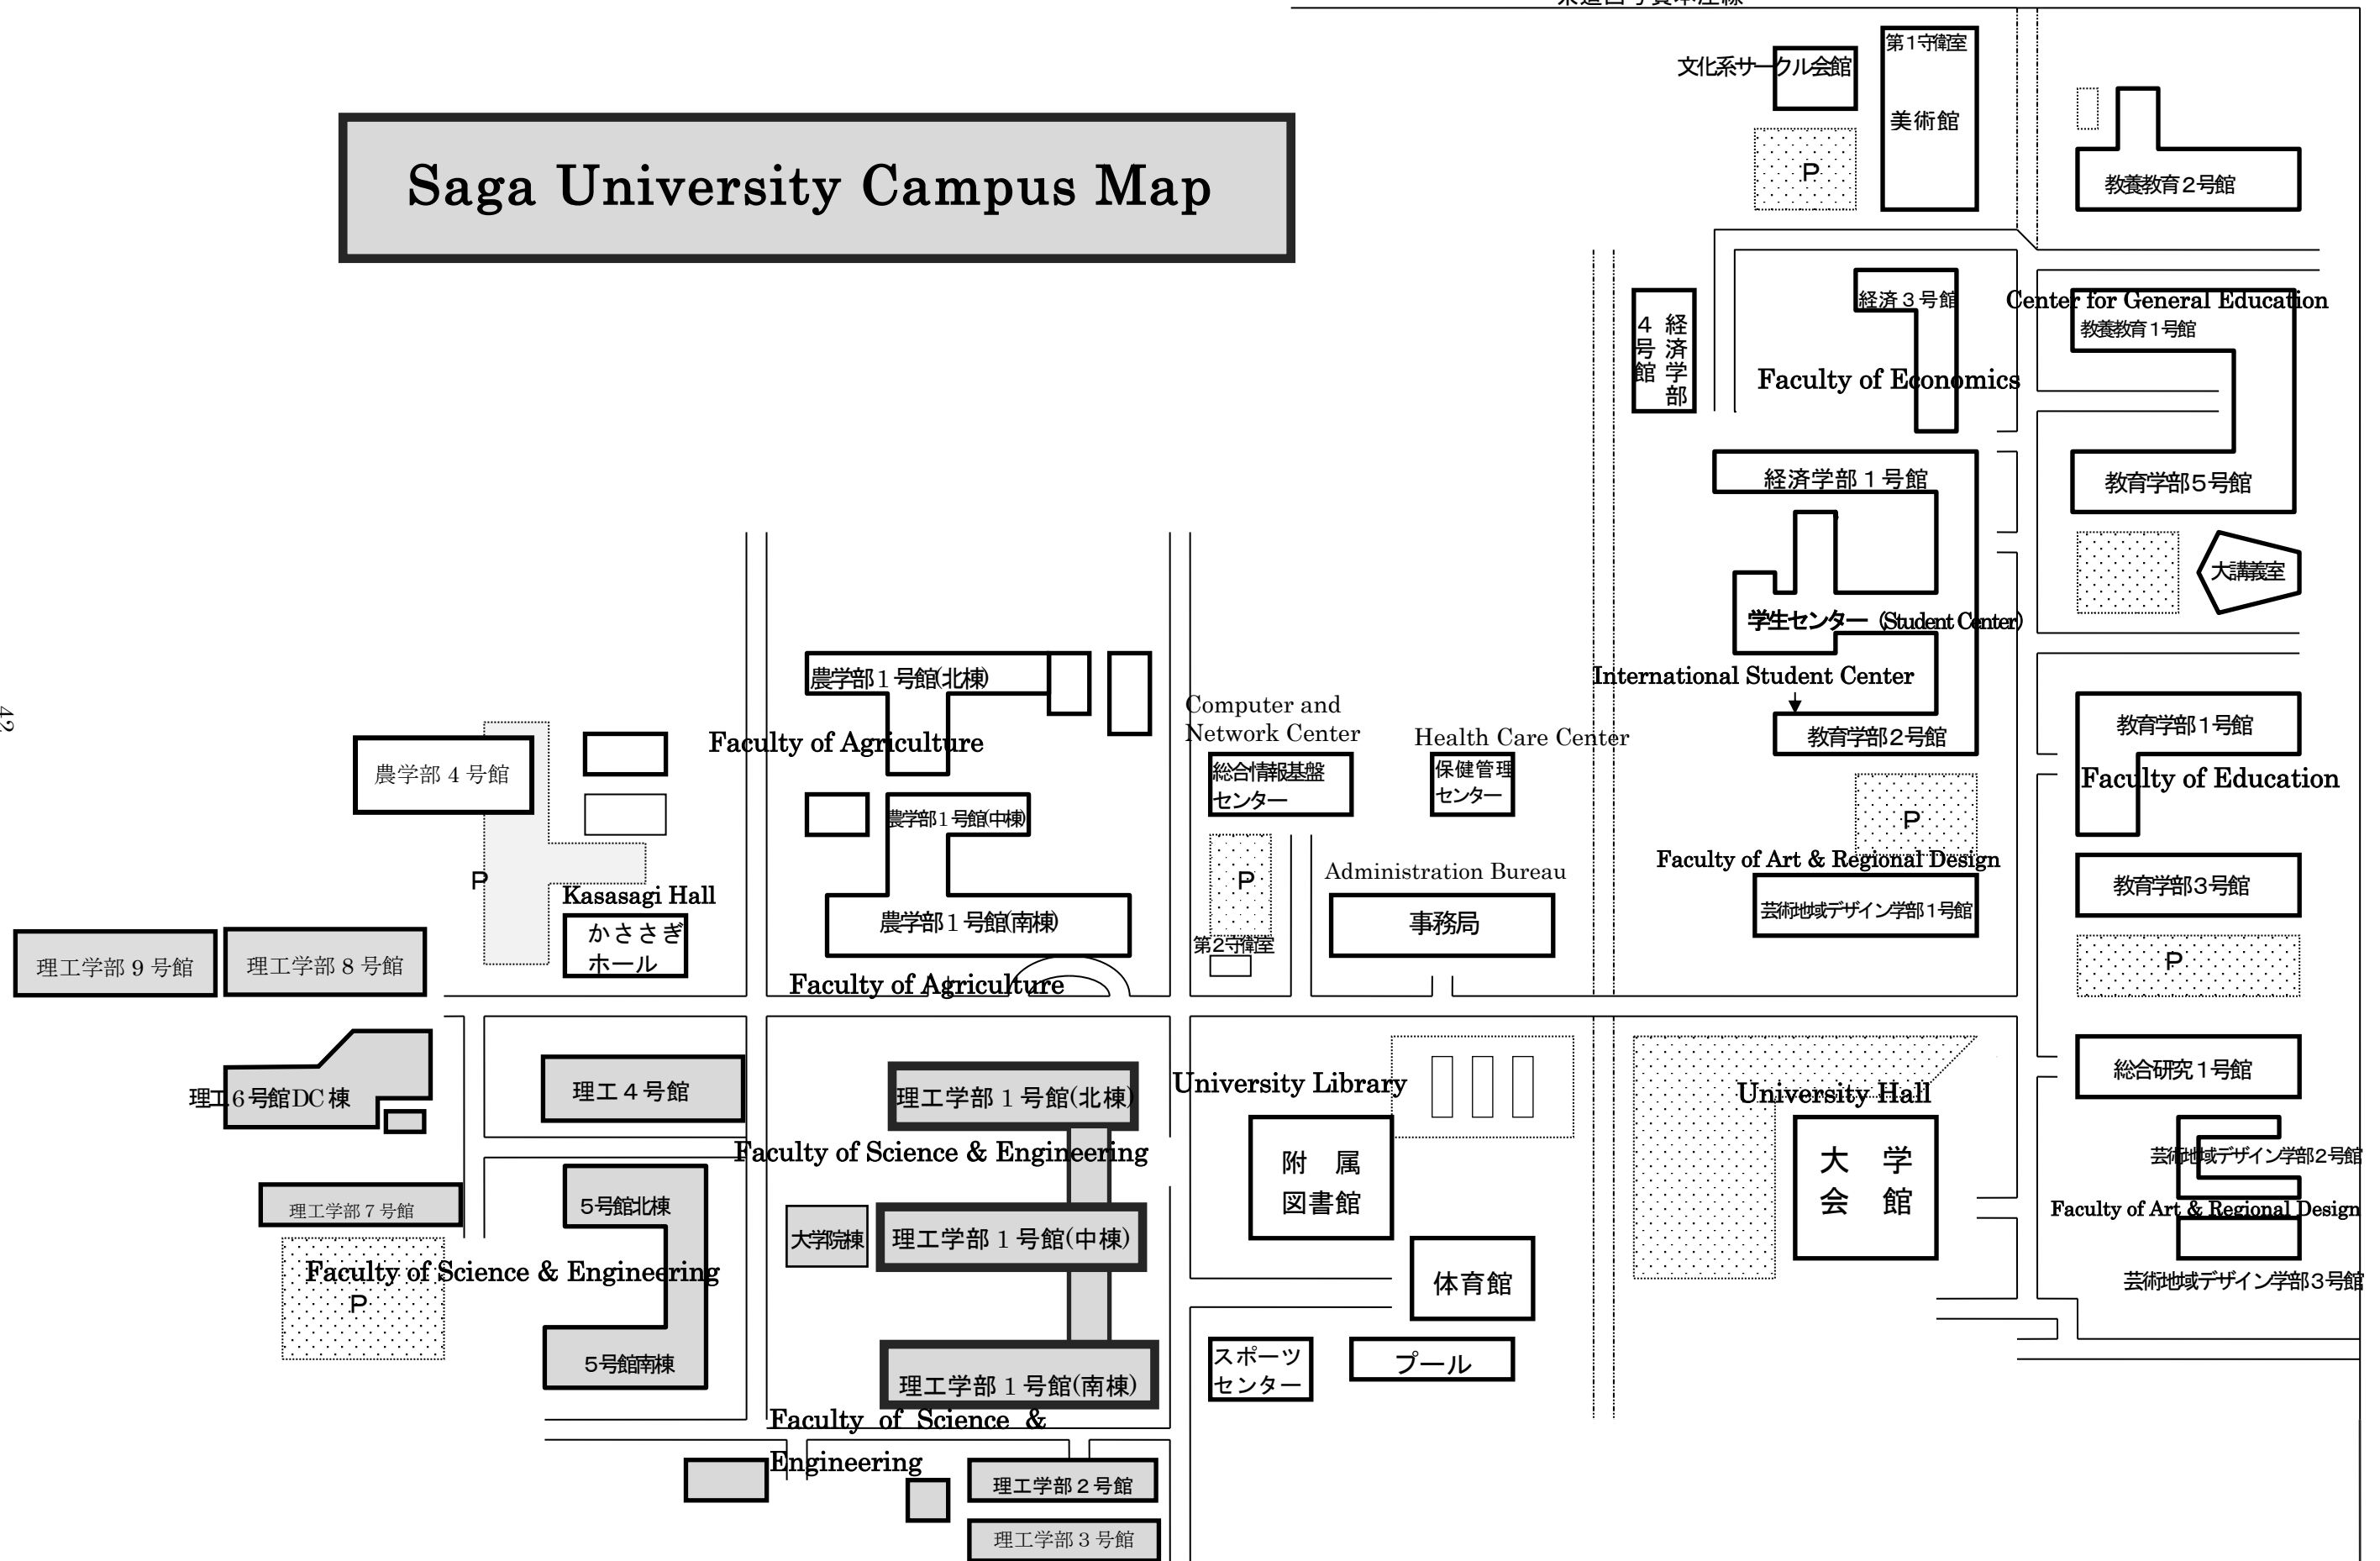 第1守衛室
文化系サークル会館
美術館
P
教養教育2号館
Saga University Campus Map
経済3号館
Center for General Education
教養教育1号館
経済学部
4号館
Faculty of Economics
経済学部1号館
教育学部5号館
大講義室
学生センター (Student Center)
International Student Center
教育学部2号館
教育学部1号館
Faculty of Education
農学部1号館(北棟)
Faculty of Agriculture
農学部4号館
42
Computer and
Network Center
総合情報基盤
センター
Health Care Center
保健管理
センター
農学部1号館(中棟)
P
Faculty of Art & Regional Design
芸術地域デザイン学部1号館
教育学部3号館
P
P
Kasasagi Hall
かささぎ
ホール
農学部1号館(南棟)
P
第2守衛室
Administration Bureau
事務局
理工学部9号館
理工学部8号館
Faculty of Agriculture
総合研究1号館
理工6号館DC棟
理工4号館
理工学部1号館(北棟)
University Library
附属
図書館
University Hall
大学
会館
芸術地域デザイン学部2号館
Faculty of Art & Regional Design
芸術地域デザイン学部3号館
Faculty of Science & Engineering
理工学部7号館
5号館北棟
大学院棟
理工学部1号館(中棟)
Faculty of Science & Engineering
P
5号館南棟
体育館
スポーツ
センター
プール
理工学部1号館(南棟)
Faculty of Science &
Engineering
理工学部2号館
理工学部3号館